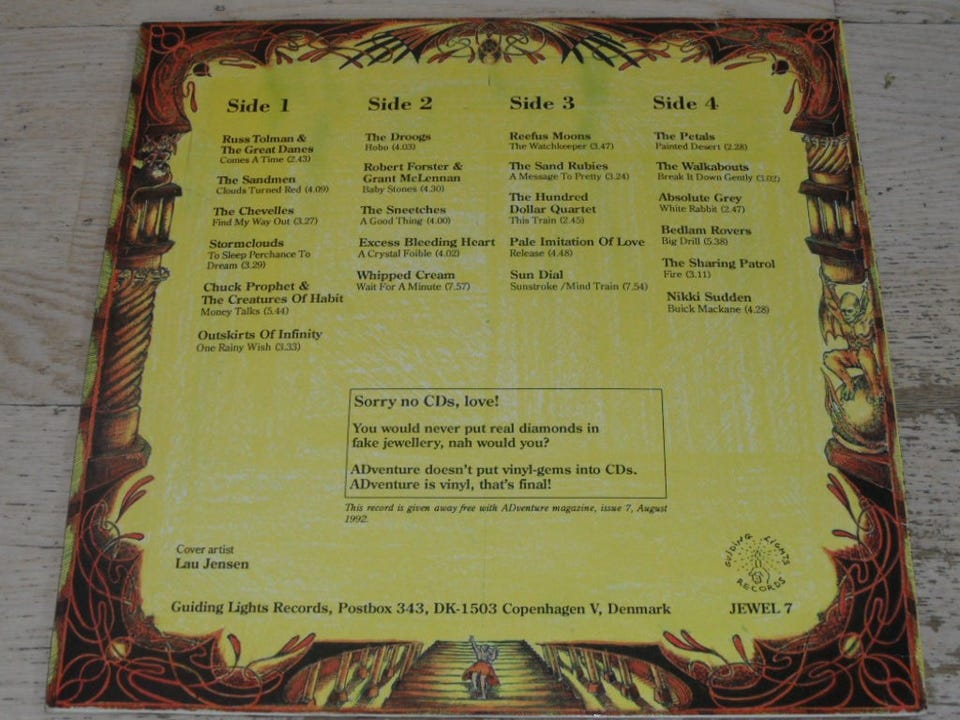 Side 1
Russ Tolman &
The Great Danes
Comes A Time (2.43)
The Sandmen
Clouds Turned Red (4.09)
The Chevelles
Find My Way Out (3.27)
Stormclouds
To Sleep Perchance To
Dream (3.29)
Chuck Prophet &
The Creatures Of Habit
Money Talks (5.44)
Outskirts Of Infinity
One Rainy Wish (3.33)
Side 2
The Droogs
Hobo (4.03)
Robert Forster &
Grant McLennan
Baby Stones (4.30)
The Sneetches
A Good Thing (4.00)
Excess Bleeding Heart
A Crystal Foible (4.02)
Whipped Cream
Wait For A Minute (7.57)
Side 3
Reefus Moons
The Watchkeeper (3.47)
The Sand Rubies
A Message To Pretty (3.24)
The Hundred
Dollar Quartet
This Train (2.45)
Pale Imitation Of Love
Release (4.48)
Sun Dial
Sunstroke /Mind Train (7.54)
Side 4
The Petals
Painted Desert (2.28)
The Walkabouts
Break It Down Gently (3.02)
Absolute Grey
White Rabbit (2.47)
Bedlam Rovers
Big Drill (5.38)
The Sharing Patrol
Fire (3.11)
Nikki Sudden
Buick Mackane (4.28)
Sorry no CDs, love!
You would never put real diamonds in
fake jewellery, nah would you?
ADventure doesn't put vinyl-gems into CDs.
ADventure is vinyl, that's final!
This record is given away free with ADventure magazine, issue 7, August
1992.
Cover artist
Lau Jensen
GUIDING LIGHTS
RECORDS
Guiding Lights Records, Postbox 343, DK-1503 Copenhagen V, Denmark
JEWEL 7